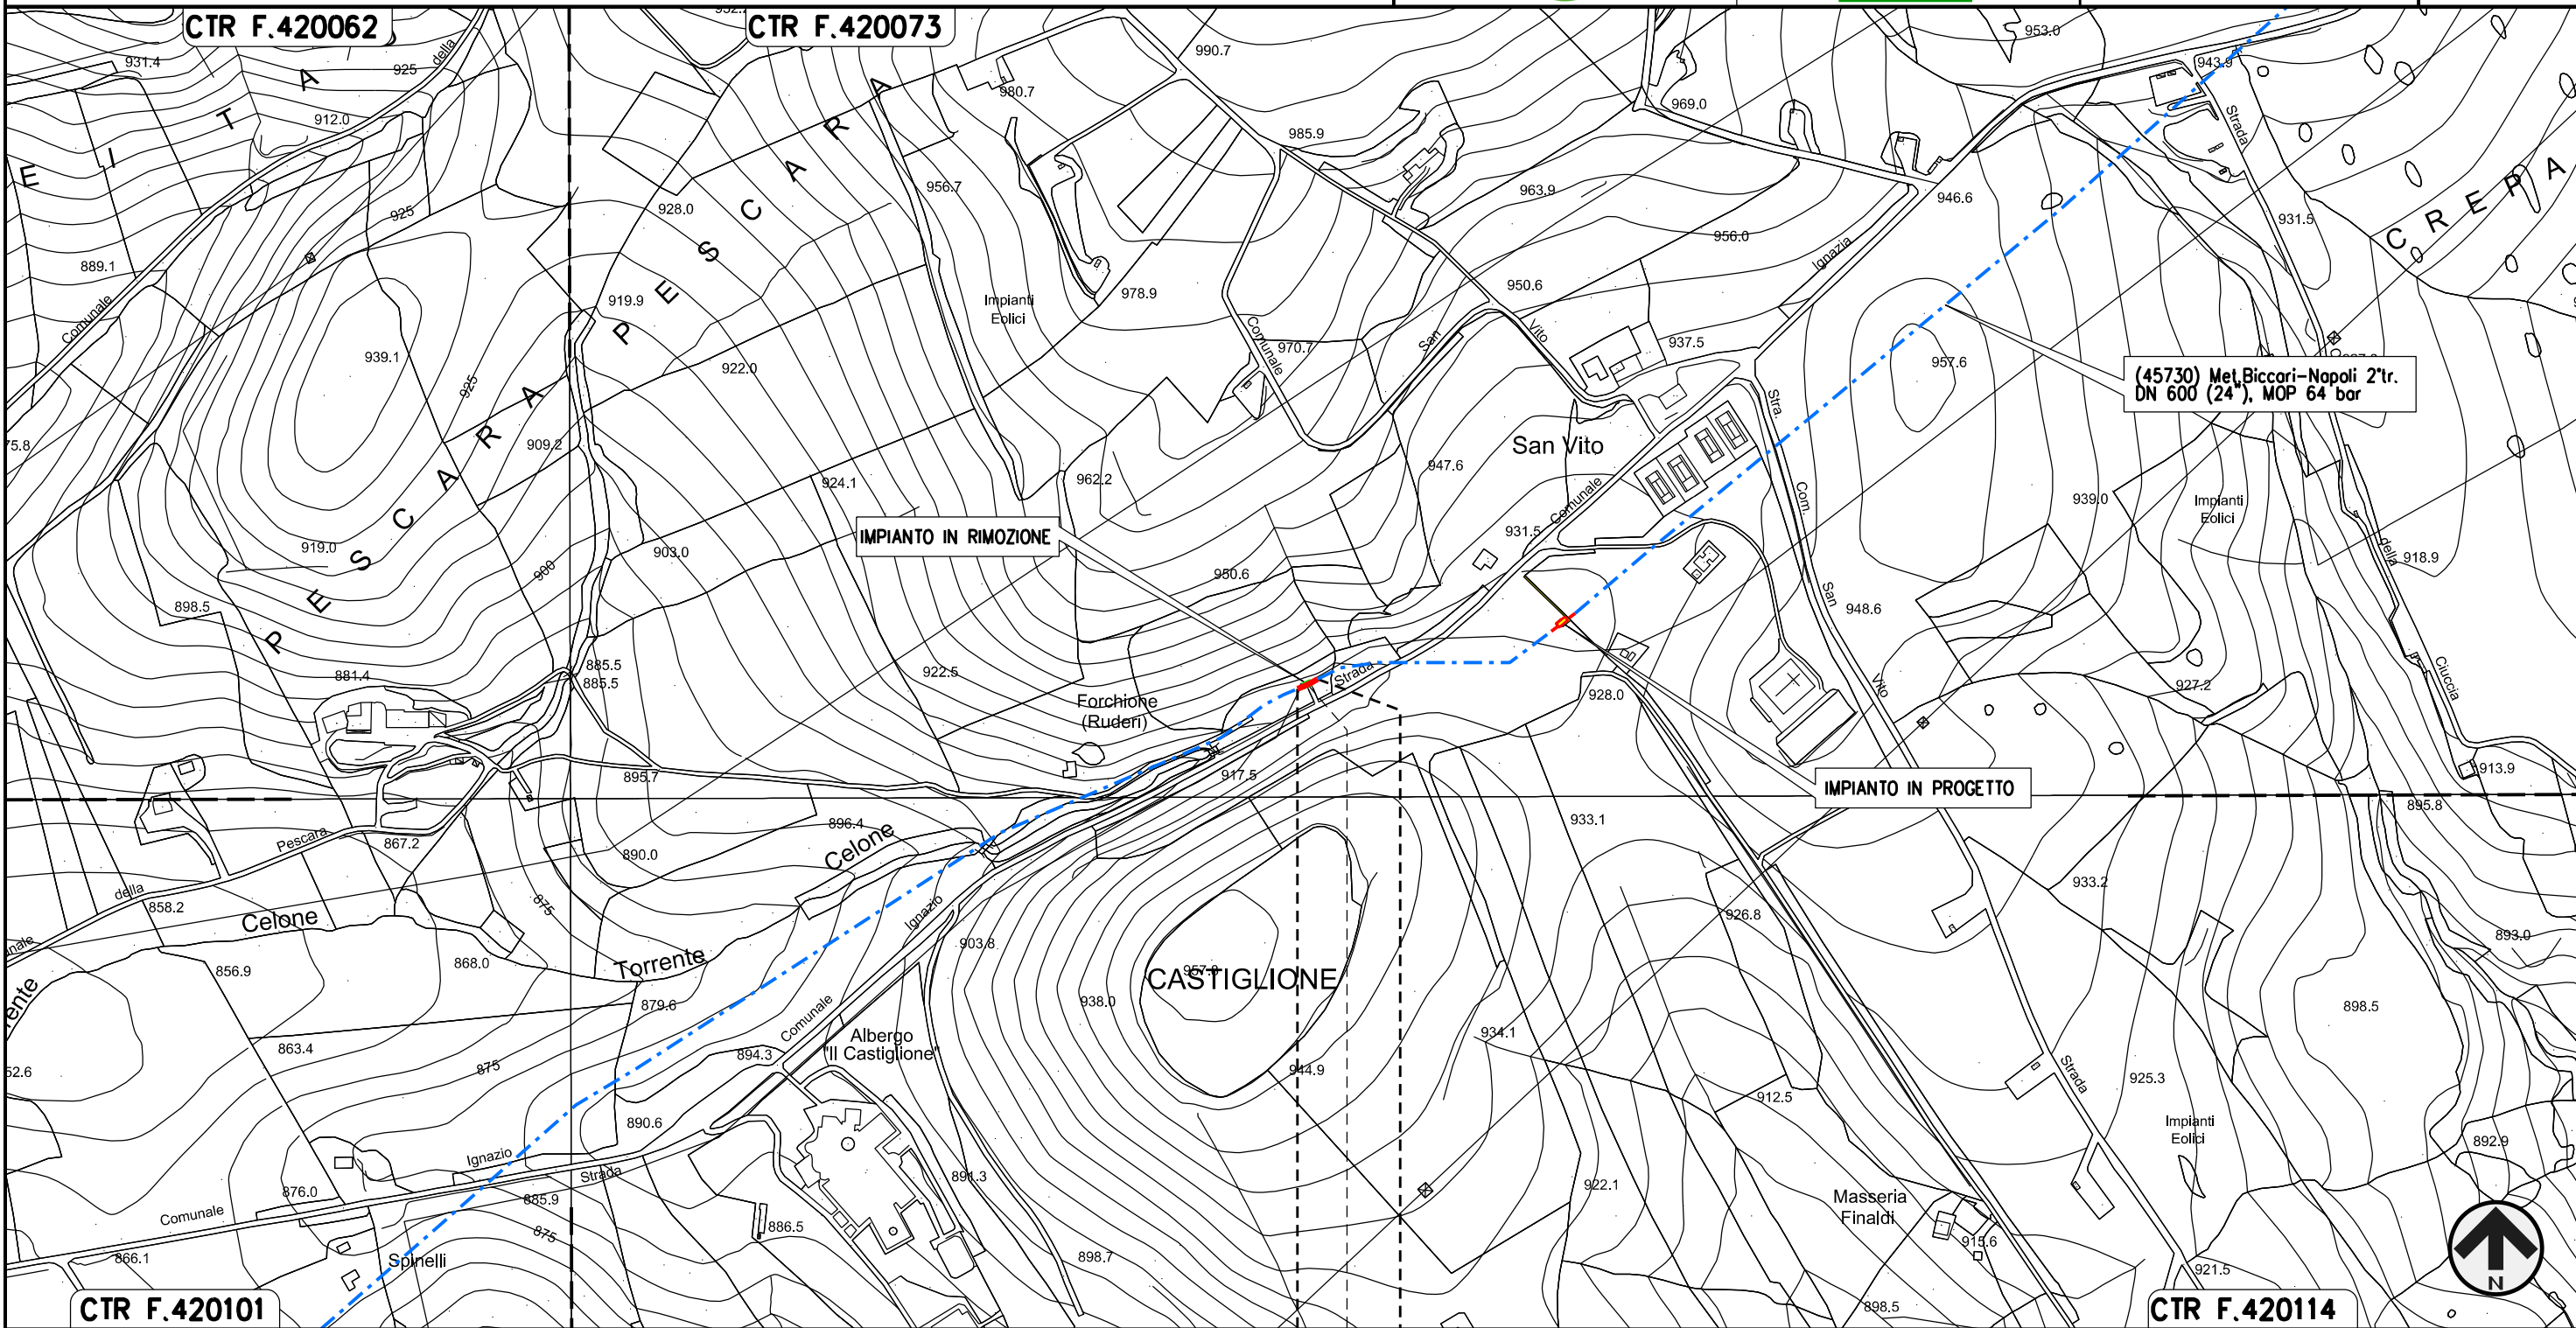 CTR F.420062
CTR F.420073
990.7
953.0
931.4
925
della
943.9
980.7
969.0
912.0
985.9
Strada
E I T A
P E S C A R A
956.7
963.9
946.6
928.0
925
931.5
C R E P A
956.0
889.1
Ignazia
950.6
978.9
919.9
Impianti
Eolici
Comunale
Comunale
San
Vito
970.7
937.5
939.1
922.0
957.6
(45730) Met.Biccari-Napoli 2°tr.
DN 600 (24"), MOP 64 bar
925
Stra.
P E S C A R A
909.2
San Vito
75.8
947.6
962.2
924.1
Comunale
Com.
939.0
Impianti
Eolici
931.5
IMPIANTO IN RIMOZIONE
919.0
903.0
900
950.6
della
918.9
898.5
San
948.6
885.5
885.5
881.4
922.5
Strada
Forchione
(Ruderi)
928.0
Vito
927.2
Ciuccia
895.7
917.5
IMPIANTO IN PROGETTO
913.9
895.8
896.4
933.1
Pescara
867.2
890.0
Celone
della
858.2
Celone
875
Ignazio
933.2
926.8
903.8
893.0
856.9
868.0
Torrente
CASTIGLIONE
938.0
879.6
898.5
Comunale
934.1
863.4
Albergo
"Il Castiglione"
894.3
875
944.9
925.3
Strada
912.5
890.6
Impianti
Eolici
892.9
Ignazio
Strada
891.3
922.1
876.0
885.9
Masseria
Finaldi
Comunale
886.5
875
915.6
866.1
Spinelli
898.7
921.5
N
CTR F.420101
898.5
CTR F.420114